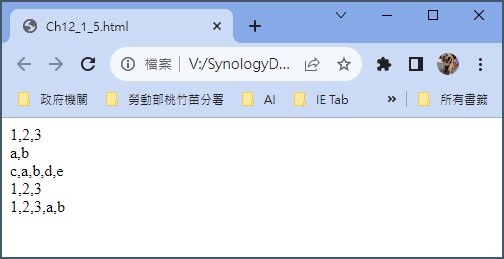 Ch12_1_5.html
檔案 V:/SynologyD...
政府機關 勞動部桃竹苗分署 AI IE Tab » 所有書籤
1,2,3
a,b
c,a,b,d,e
1,2,3
1,2,3,a,b